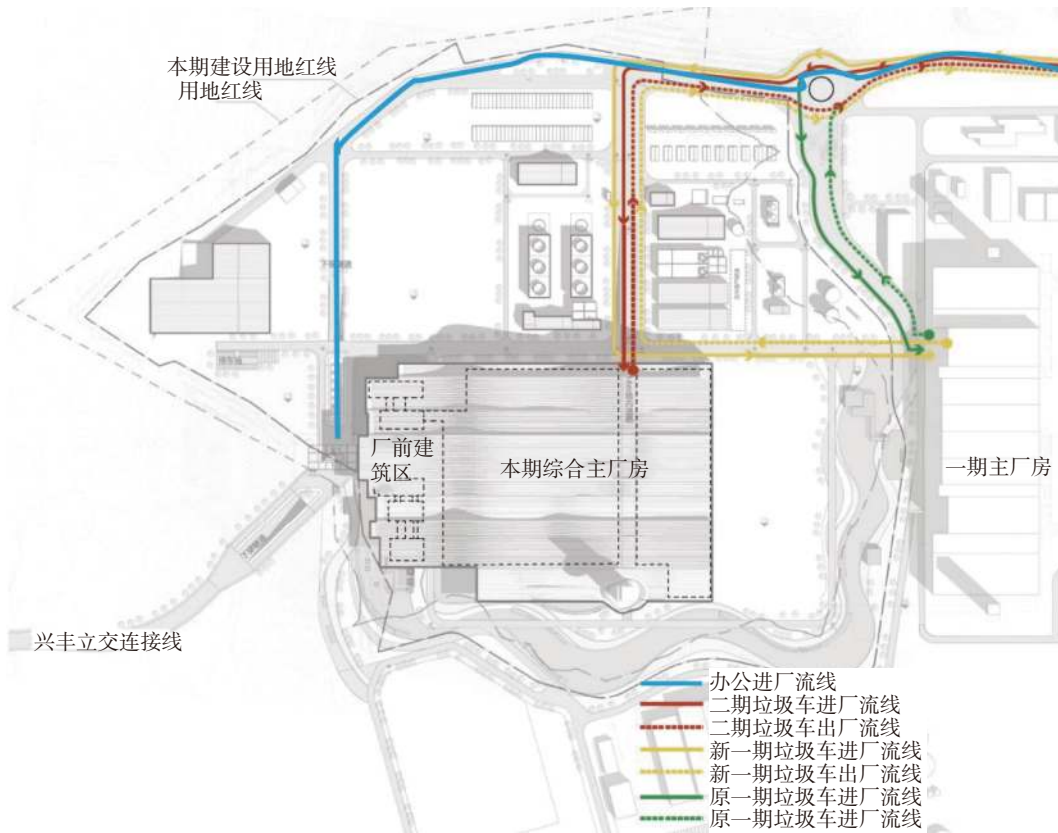 本期建设用地红线
用地红线
厂前建
筑区
本期综合主厂房
一期主厂房
兴丰立交连接线
办公进厂流线
二期垃圾车进厂流线
二期垃圾车出厂流线
新一期垃圾车进厂流线
新一期垃圾车出厂流线
原一期垃圾车进厂流线
原一期垃圾车出厂流线